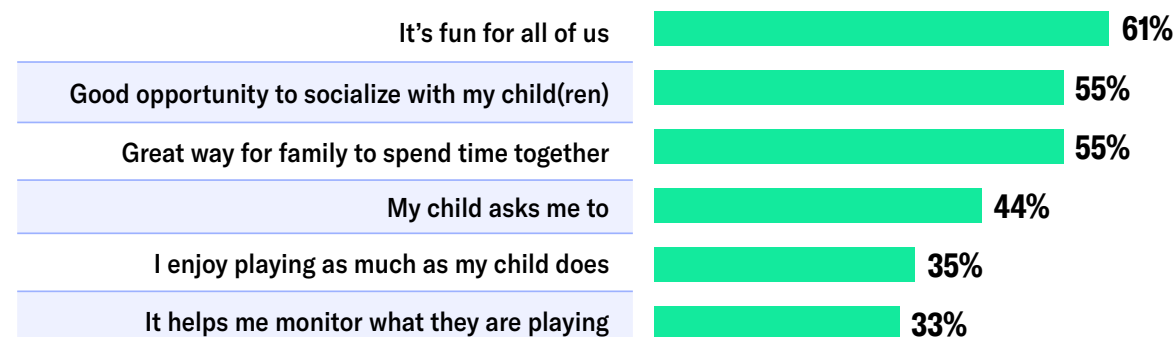 It’s fun for all of us 61%
Good opportunity to socialize with my child(ren) 55%
Great way for family to spend time together 55%
My child asks me to 44%
I enjoy playing as much as my child does 35%
It helps me monitor what they are playing 33%